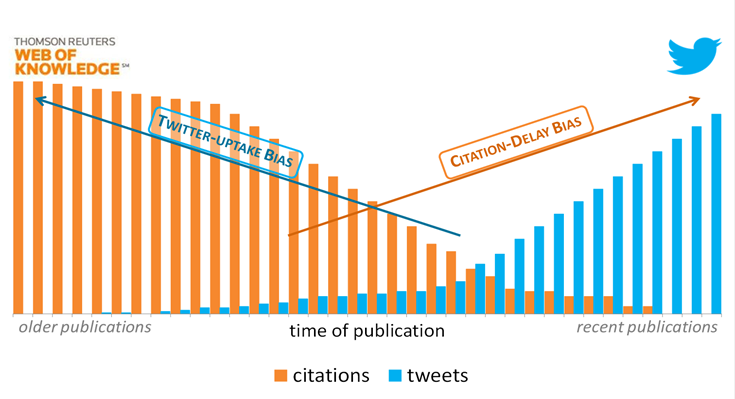 THOMSON REUTERS
WEB OF
KNOWLEDGE℠
TWITTER-UPTAKE BIAS
CITATION-DELAY BIAS
older publications
time of publication
recent publications
citations
tweets